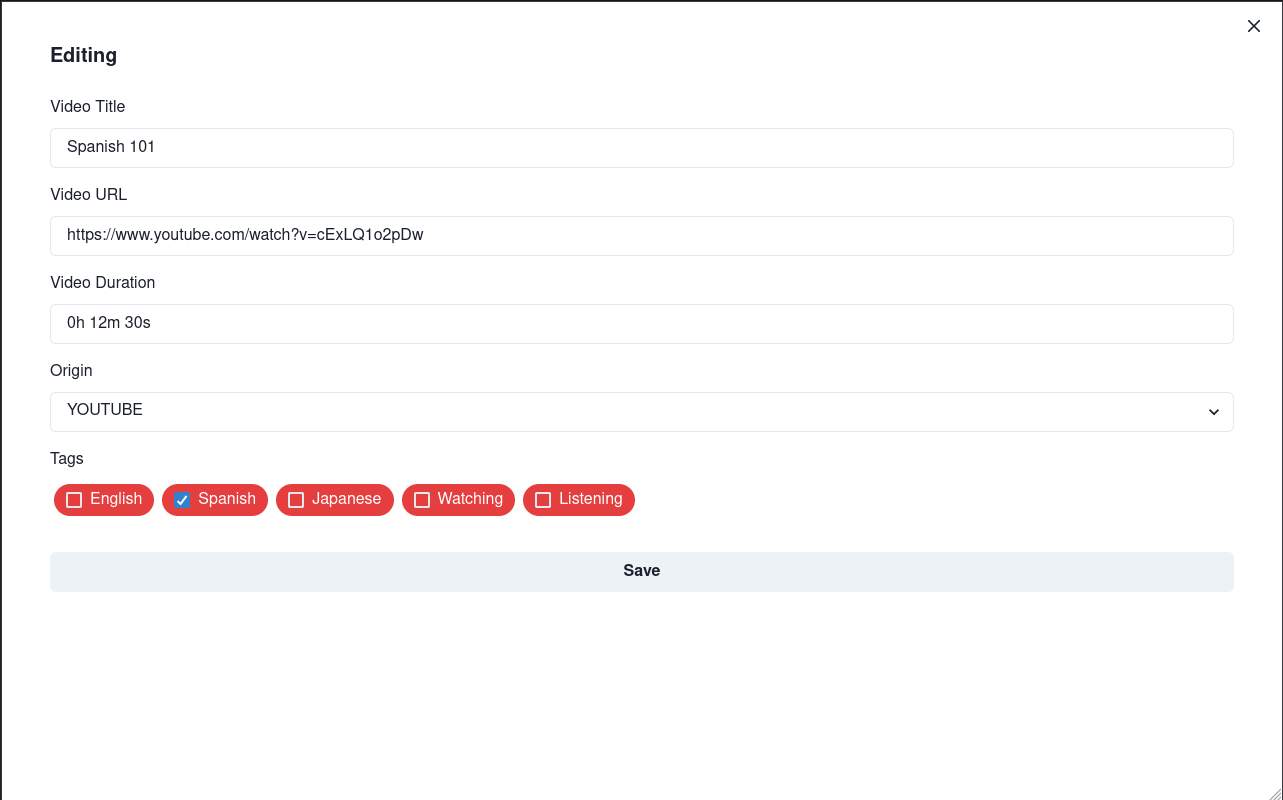 Editing
Video Title
Spanish 101
Video URL
https://www.youtube.com/watch?v=cExLQ1o2pDw
Video Duration
0h 12m 30s
Origin
YOUTUBE
Tags
English Spanish Japanese Watching Listening
Save